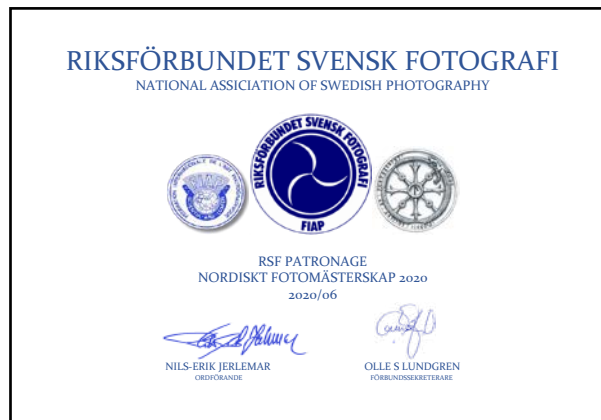 RIKSFÖRBUNDET SVENSK FOTOGRAFI
NATIONAL ASSICIATION OF SWEDISH PHOTOGRAPHY
RIKSFÖRBUNDET SVENSK FOTOGRAFI
FIAP
RSF PATRONAGE
NORDISKT FOTOMÄSTERSKAP 2020
2020/06
NILS-ERIK JERLEMAR
ORDFÖRANDE
OLLE S LUNDGREN
FÖRBUNDSSEKRETERARE